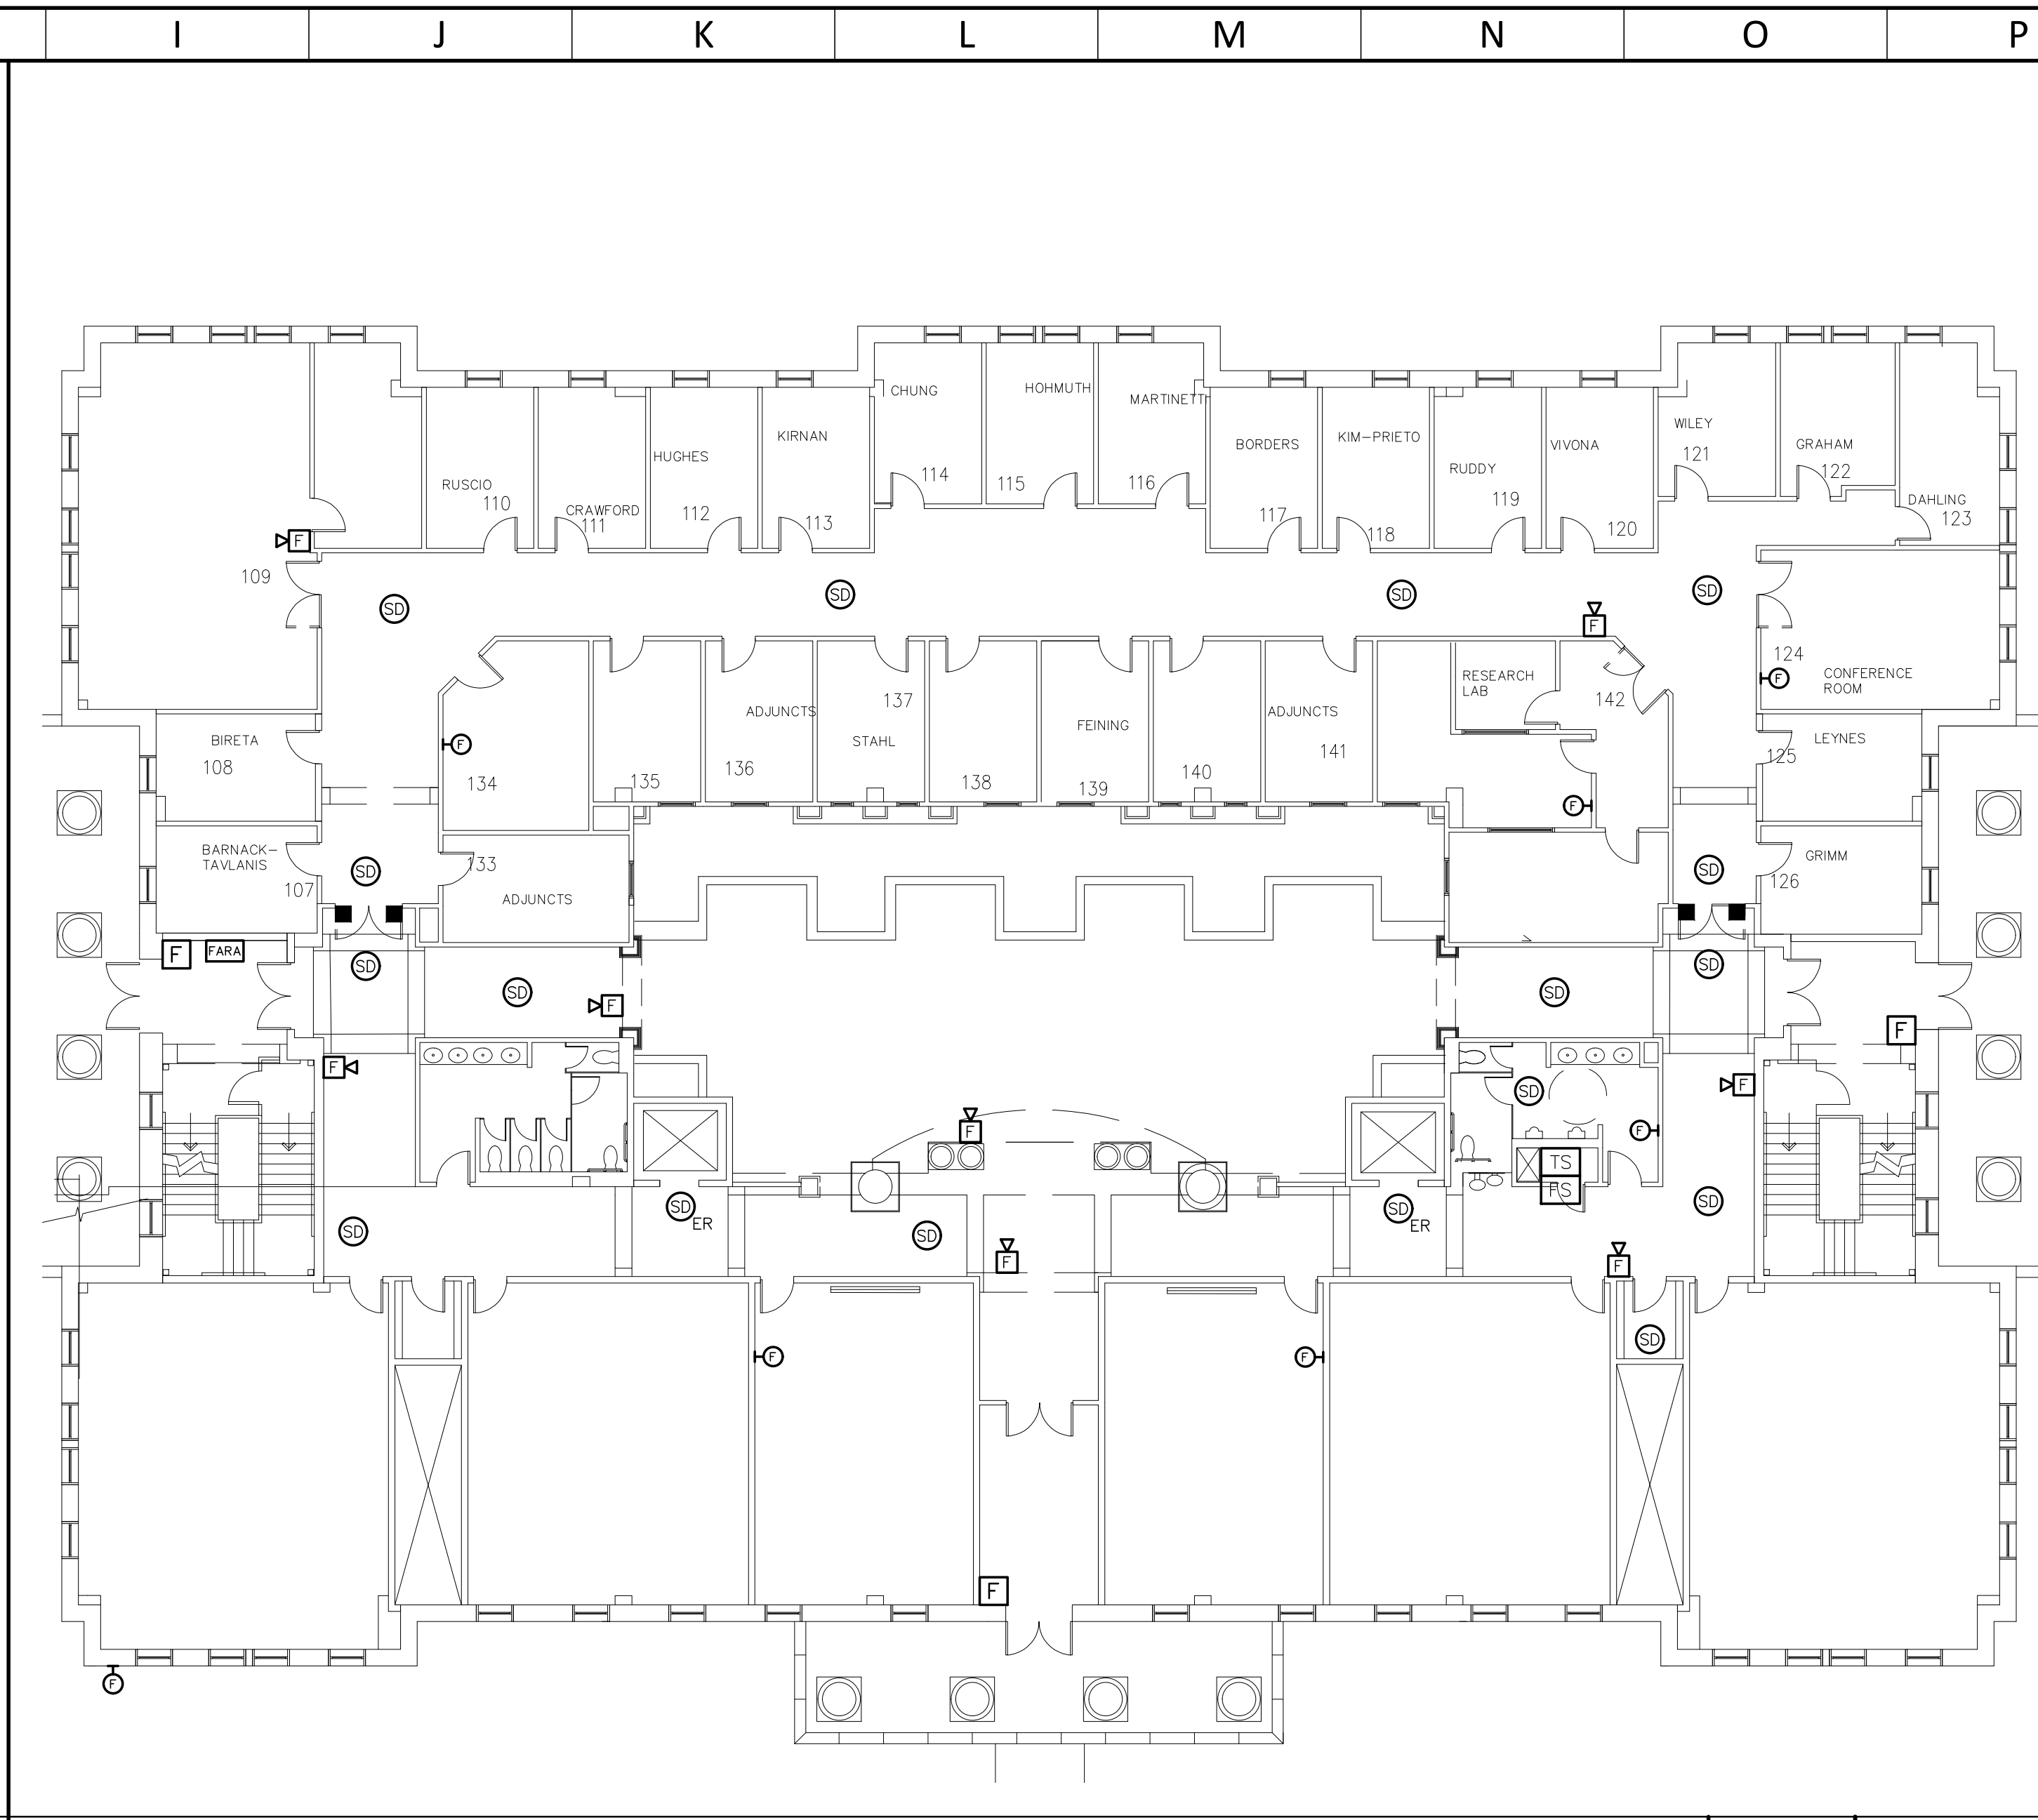 I J K L M N O P
CHUNG
HOHMUTH
MARTINETTI
KIRNAN
BORDERS
KIM-PRIETO
VIVONA
WILEY
GRAHAM
HUGHES
RUDDY
121
122
RUSCIO
110
CRAWFORD
111
112
113
114
115
116
117
118
119
120
DAHLING
123
F
109
SD
SD
SD
SD
F
124
CONFERENCE
ROOM
F
RESEARCH
LAB
142
137
ADJUNCTS
STAHL
FEINING
ADJUNCTS
141
BIRETA
108
F
134
135
136
138
139
140
F
LEYNES
125
BARNACK-
TAVLANIS
107
SD
133
ADJUNCTS
SD
GRIMM
126
F
FARA
SD
SD
F
SD
SD
F
F
F
SD
F
F
TS
FS
SD
SD
ER
SD
SD
ER
SD
F
F
F
F
SD
F
F